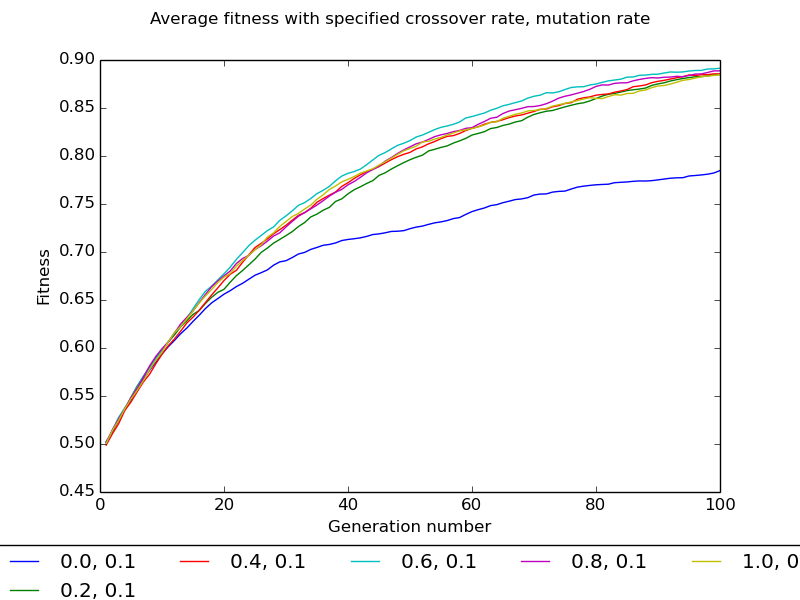 Average fitness with specified crossover rate, mutation rate
0.90
0.85
0.80
0.75
0.70
0.65
0.60
0.55
0.50
0.45
Fitness
0 20 40 60 80 100
Generation number
0.0, 0.1 0.4, 0.1 0.6, 0.1 0.8, 0.1 1.0, 0
0.2, 0.1